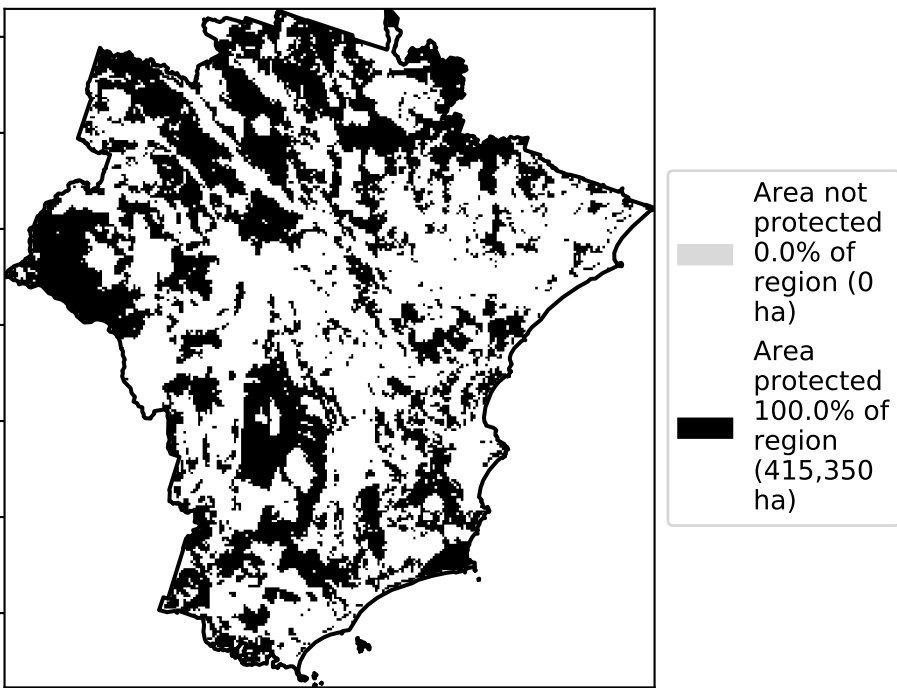 Area not
protected
0.0% of
region (0
ha)
Area
protected
100.0% of
region
(415,350
ha)